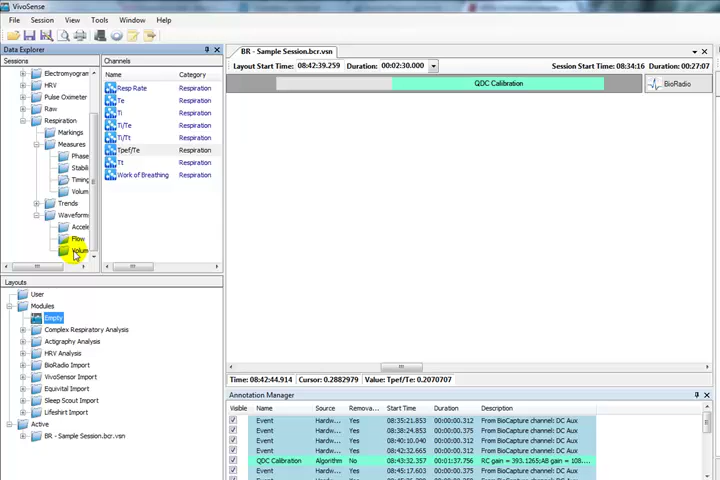 VivoSense
File Session View Tools Window Help
Data Explorer
Sessions
Channels
Electromyogram
HRV
Pulse Oximeter
Raw
Respiration
Markings
Measures
Phase
Stabili
Timing
Volum
Trends
Waveform
Accele
Flow
Volum
Name Category
Resp Rate Respiration
Te Respiration
Ti Respiration
Ti/Te Respiration
Ti/Tt Respiration
Tpef/Te Respiration
Tt Respiration
Work of Breathing Respiration
Layouts
User
Modules
Empty
Complex Respiratory Analysis
Actigraphy Analysis
HRV Analysis
BioRadio Import
VivoSensor Import
Equivital Import
Sleep Scout Import
Lifeshirt Import
Active
BR - Sample Session.bcr.vsn
BR - Sample Session.bcr.vsn
Layout Start Time: 08:42:39.259 Duration: 00:02:30.000 Session Start Time: 08:34:16 Duration: 00:27:07
QDC Calibration
BioRadio
Time: 08:42:44.914 Cursor: 0.2882979 Value: Tpef/Te: 0.2070707
Annotation Manager
Visible Name Source Remova... Start Time Duration Description
Event Hardw... Yes 08:35:21.853 00:00:00.312 From BioCapture channel: DC Aux
Event Hardw... Yes 08:38:24.853 00:00:00.375 From BioCapture channel: DC Aux
Event Hardw... Yes 08:40:10.040 00:00:00.312 From BioCapture channel: DC Aux
Event Hardw... Yes 08:42:32.665 00:00:00.312 From BioCapture channel: DC Aux
QDC Calibration Algorithm No 08:43:32.357 00:01:37.756 RC gain = 393.1265;AB gain = 108....
Event Hardw... Yes 08:45:17.603 00:00:00.375 From BioCapture channel: DC Aux